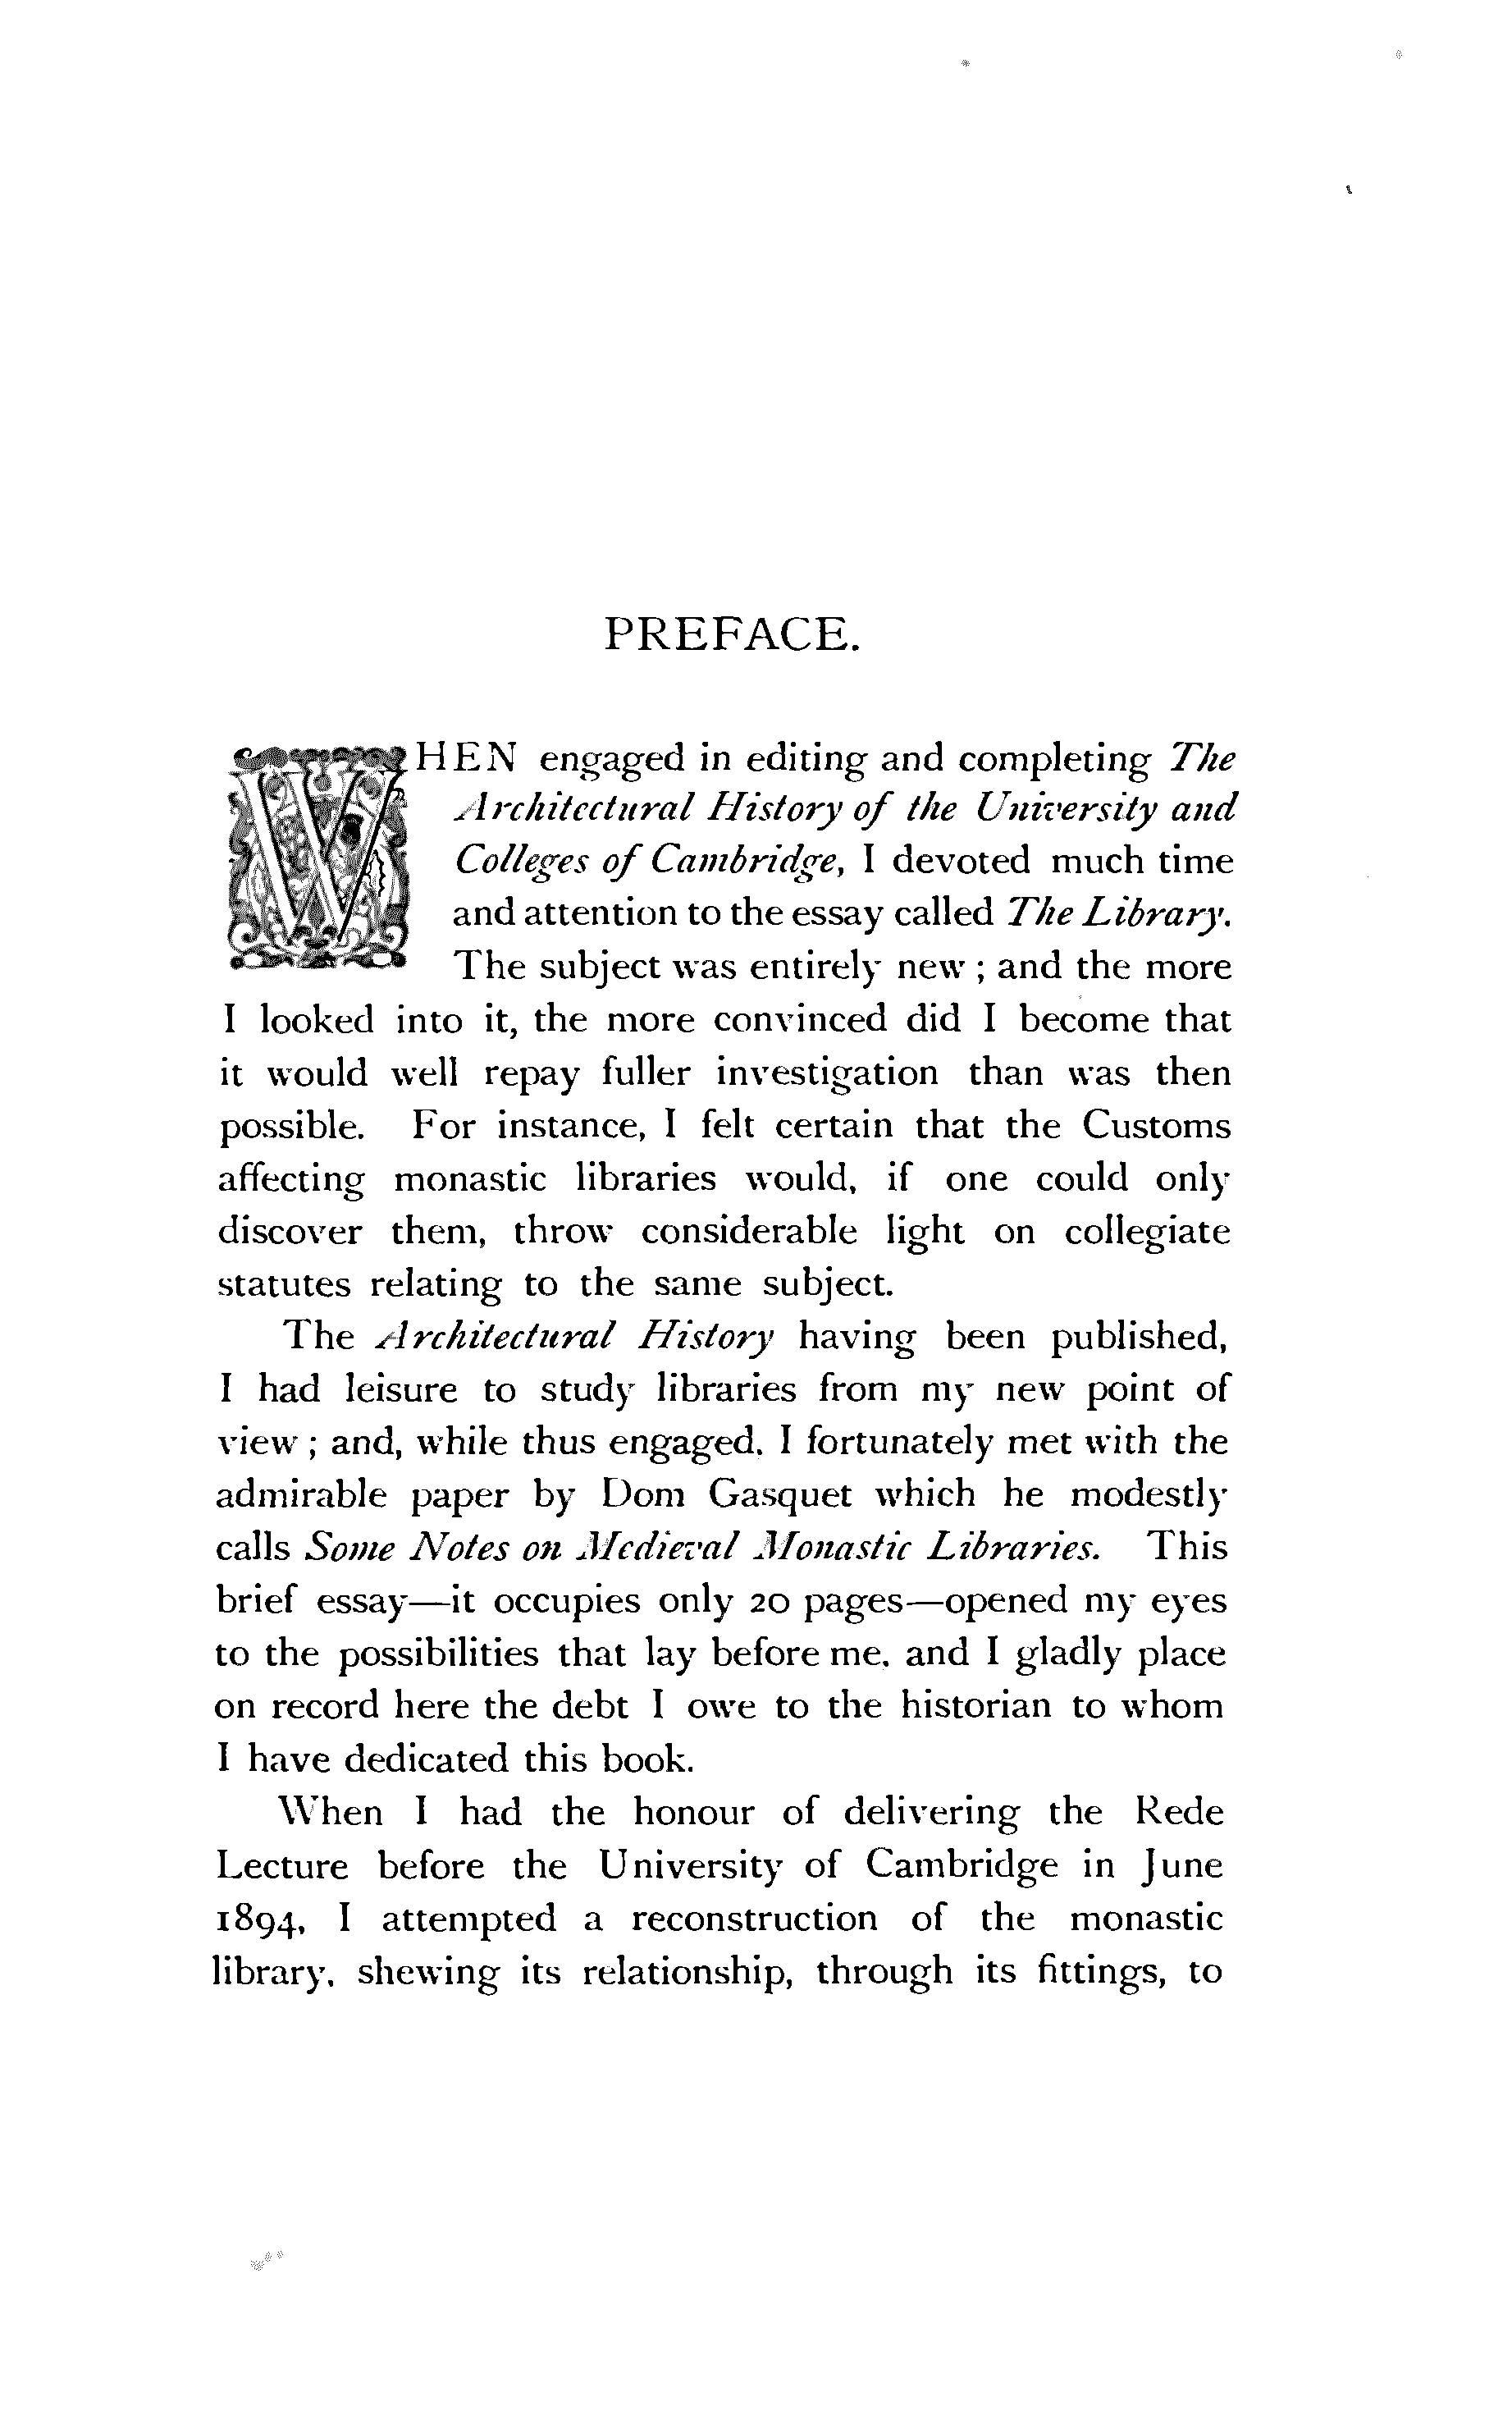 PREFACE.
WHEN engaged in editing and completing The
Architectural History of the University and
Colleges of Cambridge, I devoted much time
and attention to the essay called The Library.
The subject was entirely new ; and the more
I looked into it, the more convinced did I become that
it would well repay fuller investigation than was then
possible. For instance, I felt certain that the Customs
affecting monastic libraries would, if one could only
discover them, throw considerable light on collegiate
statutes relating to the same subject.
The Architectural History having been published,
I had leisure to study libraries from my new point of
view ; and, while thus engaged, I fortunately met with the
admirable paper by Dom Gasquet which he modestly
calls Some Notes on Medieval Monastic Libraries. This
brief essay—it occupies only 20 pages—opened my eyes
to the possibilities that lay before me, and I gladly place
on record here the debt I owe to the historian to whom
I have dedicated this book.
When I had the honour of delivering the Rede
Lecture before the University of Cambridge in June
1894, I attempted a reconstruction of the monastic
library, shewing its relationship, through its fittings, to